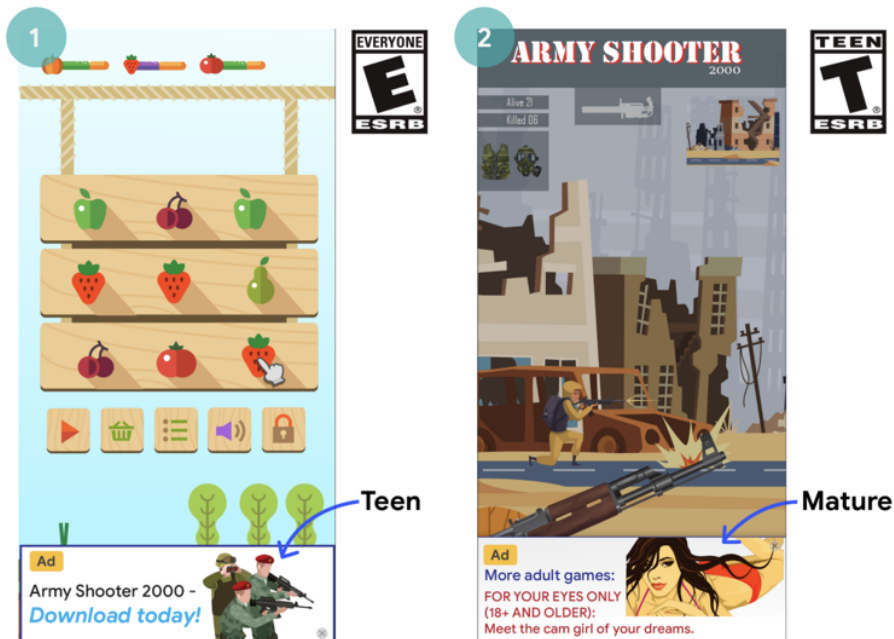 1
EVERYONE
E
ESRB
Teen
Ad
Army Shooter 2000 -
Download today!
2
ARMY SHOOTER
2000
TEEN
T
ESRB
Alive 21
Killed 06
Mature
Ad
More adult games:
FOR YOUR EYES ONLY
(18+ AND OLDER):
Meet the cam girl of your dreams.